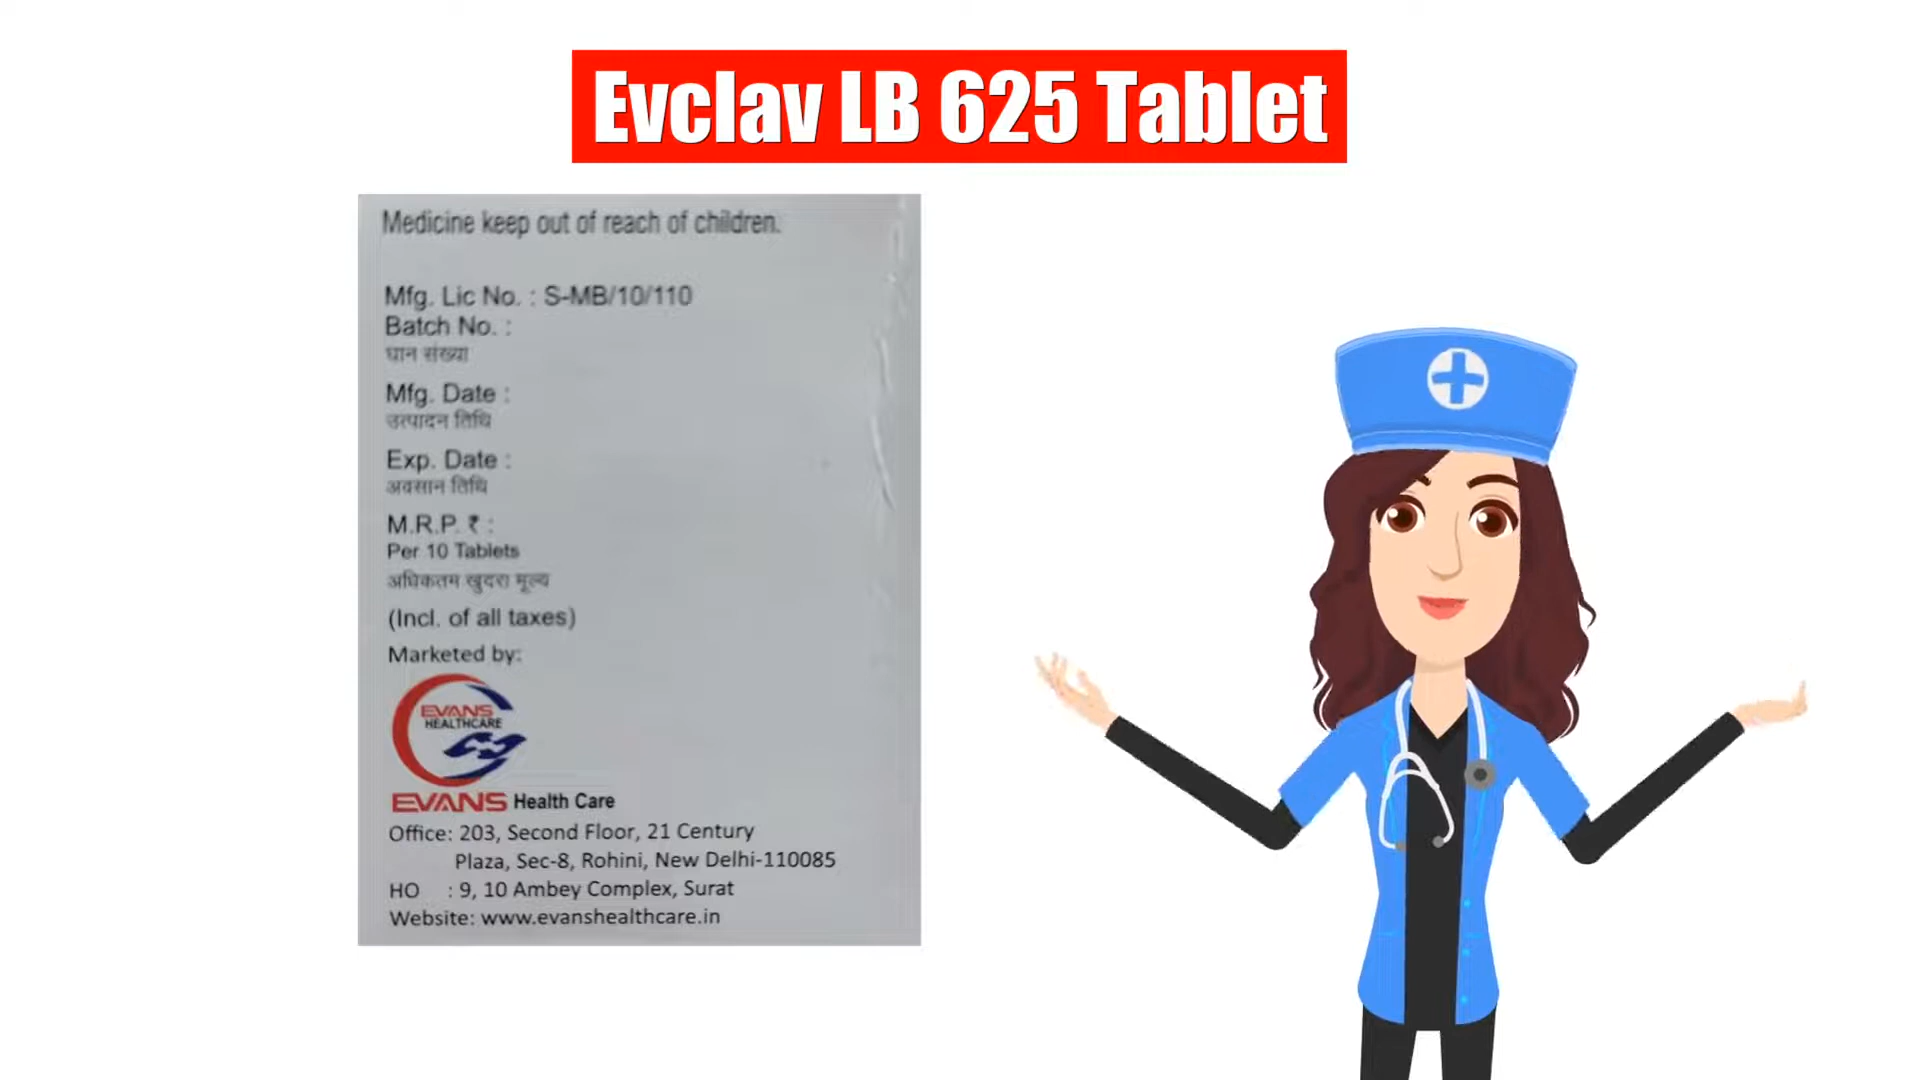 Evclav LB 625 Tablet
Medicine keep out of reach of children.
Mfg. Lic No. : S-MB/10/110
Batch No. :
घान संख्या
Mfg. Date :
उत्पादन तिथि
Exp. Date :
अवसान तिथि
M.R.P. ₹ :
Per 10 Tablets
अधिकतम खुदरा मूल्य
(Incl. of all taxes)
Marketed by:
EVANS
HEALTHCARE
EVANS Health Care
Office: 203, Second Floor, 21 Century
Plaza, Sec-8, Rohini, New Delhi-110085
HO : 9, 10 Ambey Complex, Surat
Website: www.evanshealthcare.in